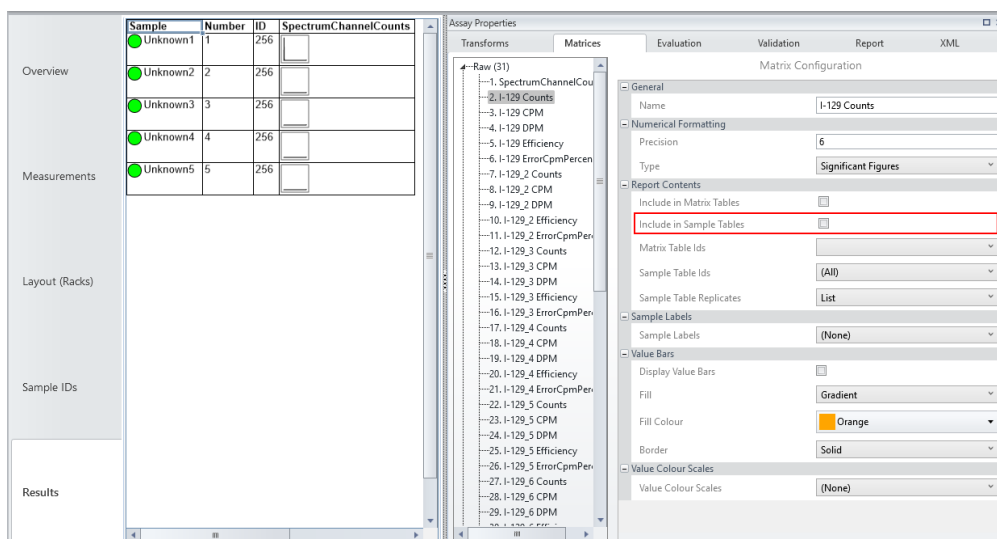 Overview
Measurements
Layout (Racks)
Sample IDs
Results
Sample Number ID SpectrumChannelCounts
Unknown1 1 256
Unknown2 2 256
Unknown3 3 256
Unknown4 4 256
Unknown5 5 256
Assay Properties
Transforms Matrices Evaluation Validation Report XML
Raw (31)
1. SpectrumChannelCou
2. I-129 Counts
3. I-129 CPM
4. I-129 DPM
5. I-129 Efficiency
6. I-129 ErrorCpmPercen
7. I-129_2 Counts
8. I-129_2 CPM
9. I-129_2 DPM
10. I-129_2 Efficiency
11. I-129_2 ErrorCpmPer
12. I-129_3 Counts
13. I-129_3 CPM
14. I-129_3 DPM
15. I-129_3 Efficiency
16. I-129_3 ErrorCpmPer
17. I-129_4 Counts
18. I-129_4 CPM
19. I-129_4 DPM
20. I-129_4 Efficiency
21. I-129_4 ErrorCpmPer
22. I-129_5 Counts
23. I-129_5 CPM
24. I-129_5 DPM
25. I-129_5 Efficiency
26. I-129_5 ErrorCpmPer
27. I-129_6 Counts
28. I-129_6 CPM
29. I-129_6 DPM
Matrix Configuration
General
Name I-129 Counts
Numerical Formatting
Precision 6
Type Significant Figures
Report Contents
Include in Matrix Tables
Include in Sample Tables
Matrix Table Ids
Sample Table Ids (All)
Sample Table Replicates List
Sample Labels
Sample Labels (None)
Value Bars
Display Value Bars
Fill Gradient
Fill Colour Orange
Border Solid
Value Colour Scales
Value Colour Scales (None)